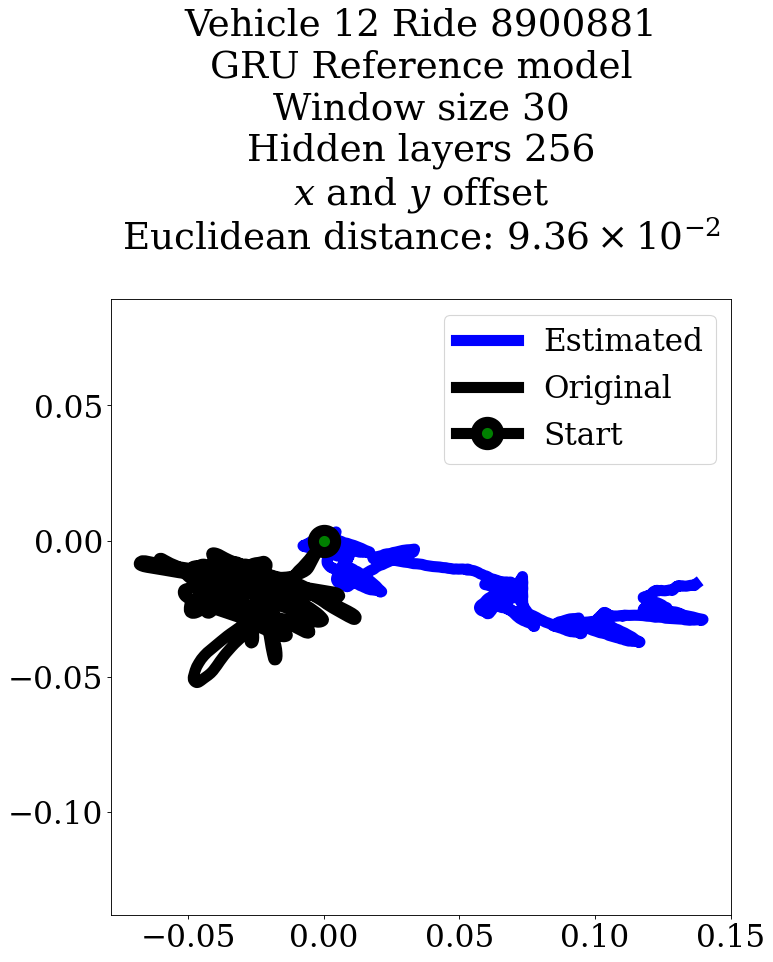 Vehicle 12 Ride 8900881
GRU Reference model
Window size 30
Hidden layers 256
x and y offset
Euclidean distance: 9.36 × 10⁻²
Estimated
Original
Start
0.05
0.00
−0.05
−0.10
−0.05 0.00 0.05 0.10 0.15